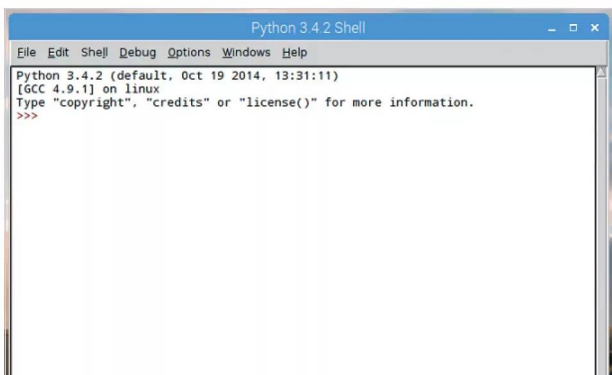 Python 3.4.2 Shell
File Edit Shell Debug Options Windows Help
Python 3.4.2 (default, Oct 19 2014, 13:31:11)
[GCC 4.9.1] on linux
Type "copyright", "credits" or "license()" for more information.
>>>